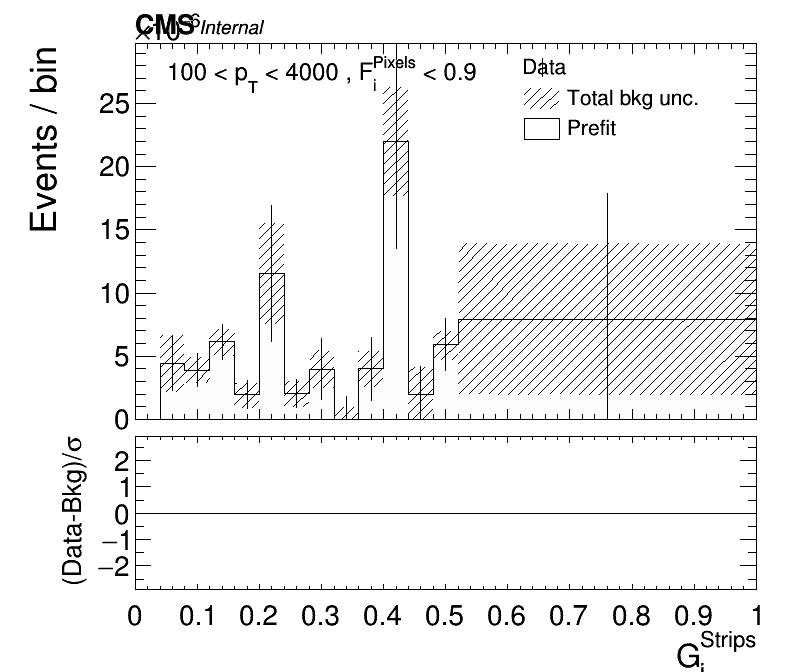 CMS Internal
×10⁻⁶
Events / bin
100 < p_T < 4000 , F_i^Pixels < 0.9
Data
Total bkg unc.
Prefit
25
20
15
10
5
0
(Data-Bkg)/σ
2
1
0
−1
−2
0 0.1 0.2 0.3 0.4 0.5 0.6 0.7 0.8 0.9 1
G_i^Strips